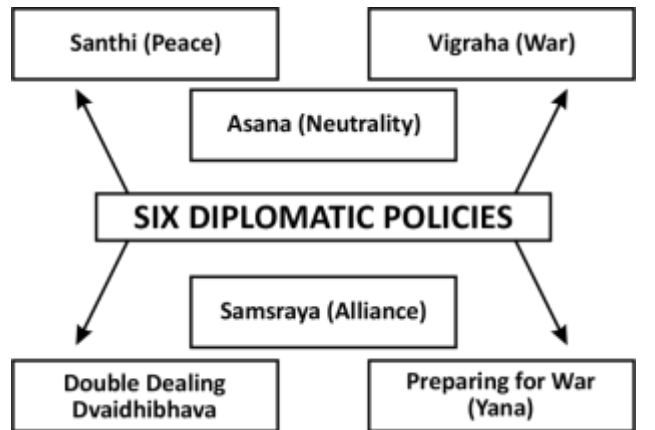 Santhi (Peace)
Vigraha (War)
Asana (Neutrality)
SIX DIPLOMATIC POLICIES
Samsraya (Alliance)
Double Dealing
Dvaidhibhava
Preparing for War
(Yana)